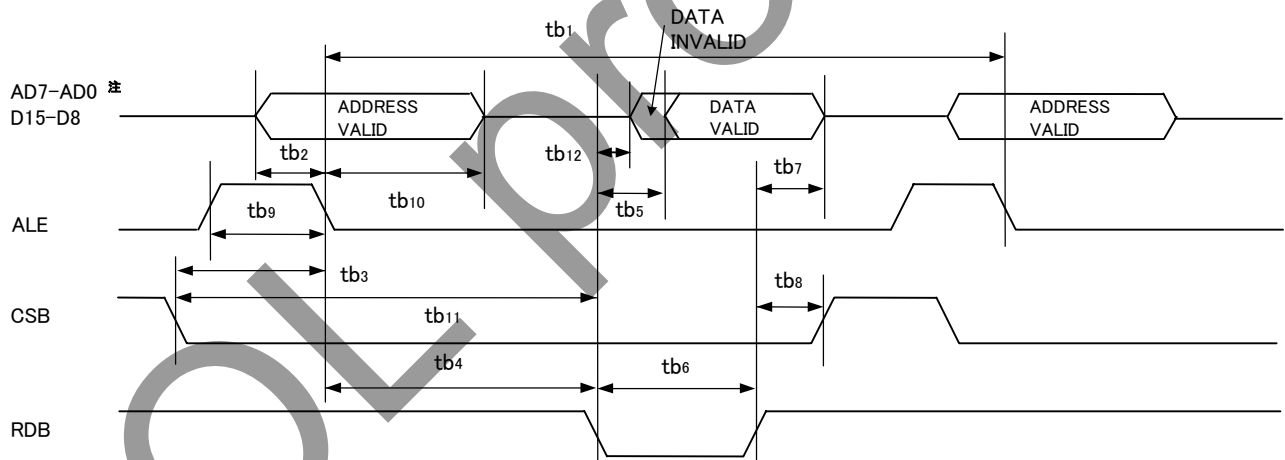 DATA
INVALID
tb1
AD7-AD0 注
D15-D8
ADDRESS
VALID
DATA
VALID
ADDRESS
VALID
tb2
tb12
tb7
tb10
tb5
tb9
ALE
tb3
tb8
CSB
tb11
tb4
tb6
RDB